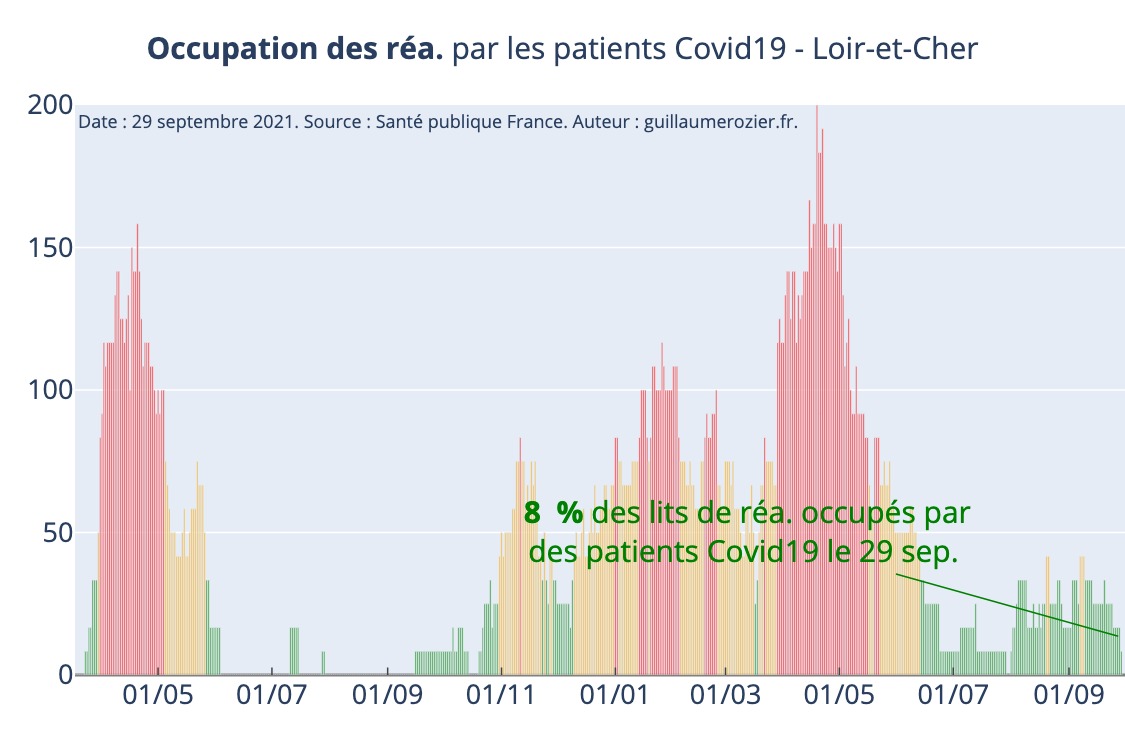 Occupation des réa. par les patients Covid19 - Loir-et-Cher
200
Date : 29 septembre 2021. Source : Santé publique France. Auteur : guillaumerozier.fr.
150
100
8 % des lits de réa. occupés par
50
des patients Covid19 le 29 sep.
0
01/05 01/07 01/09 01/11 01/01 01/03 01/05 01/07 01/09